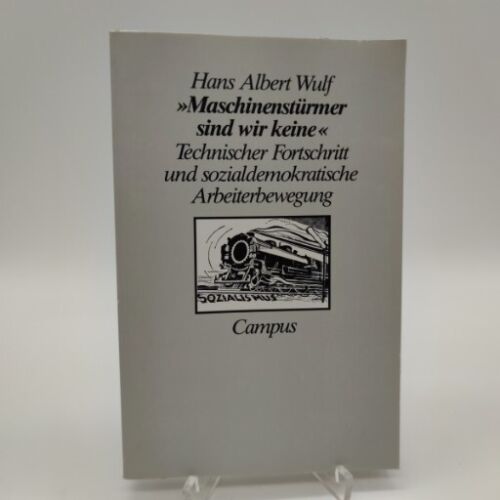 Hans Albert Wulf
»Maschinenstürmer
sind wir keine«
Technischer Fortschritt
und sozialdemokratische
Arbeiterbewegung
SOZIALISMUS
Campus